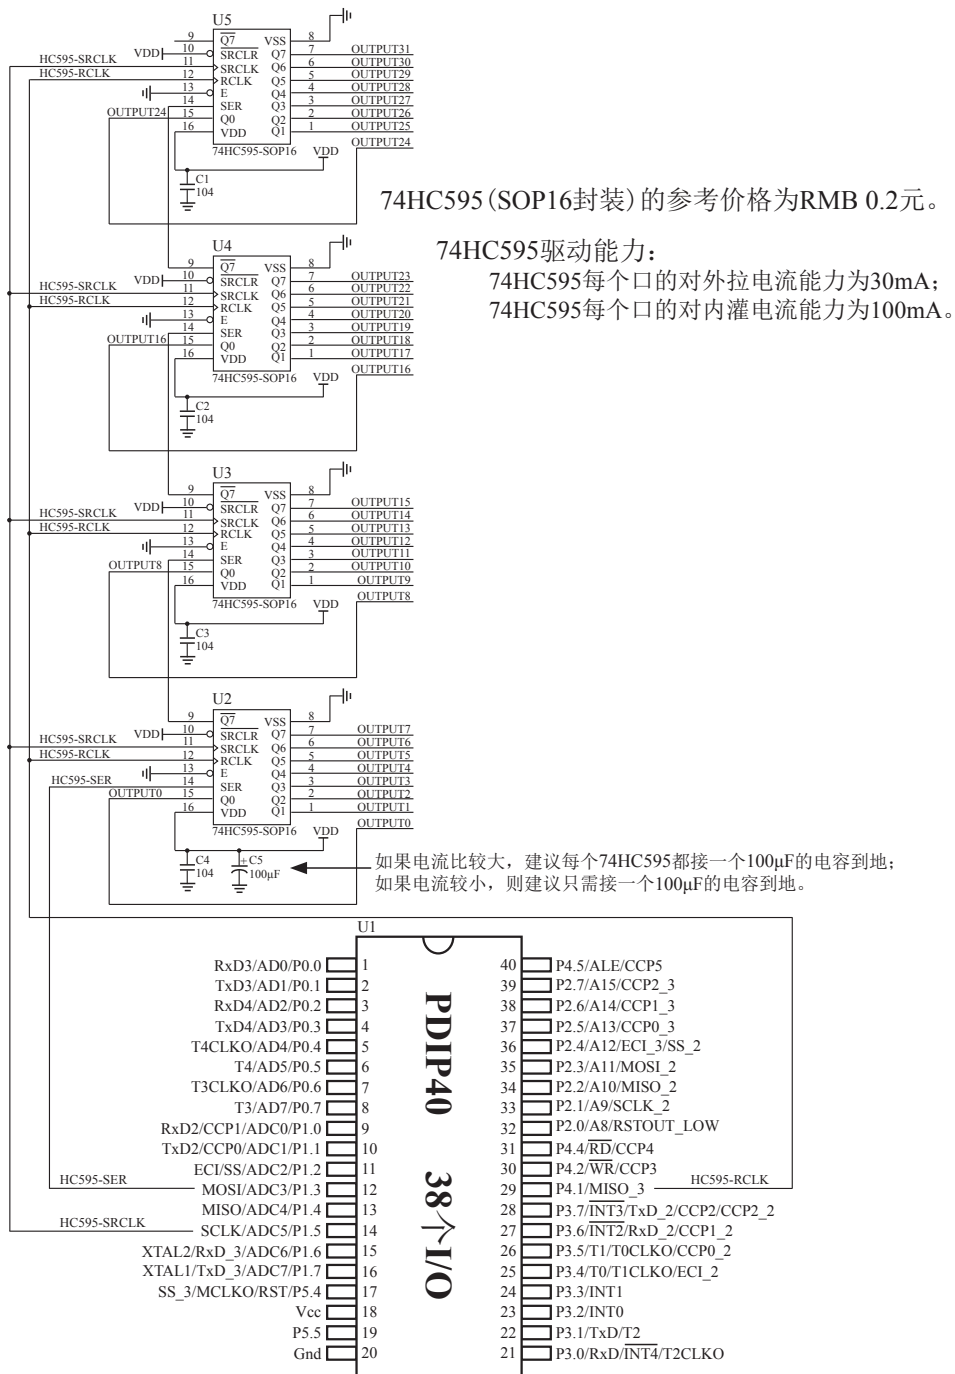 U5
9 Q7 VSS 8
VDD 10 SRCLR Q7 7 OUTPUT31
HC595-SRCLK 11 SRCLK Q6 6 OUTPUT30
HC595-RCLK 12 RCLK Q5 5 OUTPUT29
13 E Q4 4 OUTPUT28
14 SER Q3 3 OUTPUT27
OUTPUT24 15 Q0 Q2 2 OUTPUT26
16 VDD Q1 1 OUTPUT25
OUTPUT24
74HC595-SOP16 VDD
C1
104
74HC595(SOP16封装)的参考价格为RMB 0.2元。
74HC595驱动能力：
74HC595每个口的对外拉电流能力为30mA；
74HC595每个口的对内灌电流能力为100mA。
U4
9 Q7 VSS 8
VDD 10 SRCLR Q7 7 OUTPUT23
HC595-SRCLK 11 SRCLK Q6 6 OUTPUT22
HC595-RCLK 12 RCLK Q5 5 OUTPUT21
13 E Q4 4 OUTPUT20
14 SER Q3 3 OUTPUT19
OUTPUT16 15 Q0 Q2 2 OUTPUT18
16 VDD Q1 1 OUTPUT17
OUTPUT16
74HC595-SOP16 VDD
C2
104
U3
9 Q7 VSS 8
VDD 10 SRCLR Q7 7 OUTPUT15
HC595-SRCLK 11 SRCLK Q6 6 OUTPUT14
HC595-RCLK 12 RCLK Q5 5 OUTPUT13
13 E Q4 4 OUTPUT12
14 SER Q3 3 OUTPUT11
OUTPUT8 15 Q0 Q2 2 OUTPUT10
16 VDD Q1 1 OUTPUT9
OUTPUT8
74HC595-SOP16 VDD
C3
104
U2
9 Q7 VSS 8
VDD 10 SRCLR Q7 7 OUTPUT7
HC595-SRCLK 11 SRCLK Q6 6 OUTPUT6
HC595-RCLK 12 RCLK Q5 5 OUTPUT5
13 E Q4 4 OUTPUT4
HC595-SER 14 SER Q3 3 OUTPUT3
OUTPUT0 15 Q0 Q2 2 OUTPUT2
16 VDD Q1 1 OUTPUT1
OUTPUT0
74HC595-SOP16 VDD
C4 + C5
104 100μF
如果电流比较大，建议每个74HC595都接一个100μF的电容到地；
如果电流较小，则建议只需接一个100μF的电容到地。
U1
PDIP40 38个I/O
RxD3/AD0/P0.0 1 40 P4.5/ALE/CCP5
TxD3/AD1/P0.1 2 39 P2.7/A15/CCP2_3
RxD4/AD2/P0.2 3 38 P2.6/A14/CCP1_3
TxD4/AD3/P0.3 4 37 P2.5/A13/CCP0_3
T4CLKO/AD4/P0.4 5 36 P2.4/A12/ECI_3/SS_2
T4/AD5/P0.5 6 35 P2.3/A11/MOSI_2
T3CLKO/AD6/P0.6 7 34 P2.2/A10/MISO_2
T3/AD7/P0.7 8 33 P2.1/A9/SCLK_2
RxD2/CCP1/ADC0/P1.0 9 32 P2.0/A8/RSTOUT_LOW
TxD2/CCP0/ADC1/P1.1 10 31 P4.4/RD/CCP4
ECI/SS/ADC2/P1.2 11 30 P4.2/WR/CCP3
HC595-SER MOSI/ADC3/P1.3 12 29 P4.1/MISO_3 HC595-RCLK
MISO/ADC4/P1.4 13 28 P3.7/INT3/TxD_2/CCP2/CCP2_2
HC595-SRCLK SCLK/ADC5/P1.5 14 27 P3.6/INT2/RxD_2/CCP1_2
XTAL2/RxD_3/ADC6/P1.6 15 26 P3.5/T1/T0CLKO/CCP0_2
XTAL1/TxD_3/ADC7/P1.7 16 25 P3.4/T0/T1CLKO/ECI_2
SS_3/MCLKO/RST/P5.4 17 24 P3.3/INT1
Vcc 18 23 P3.2/INT0
P5.5 19 22 P3.1/TxD/T2
Gnd 20 21 P3.0/RxD/INT4/T2CLKO